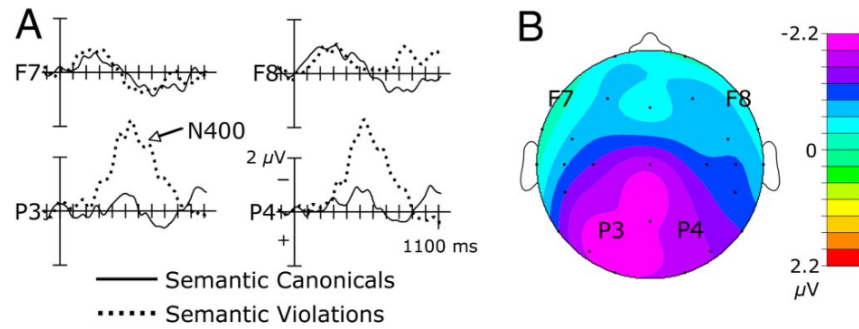 A
F7
F8
N400
P3
2 μV
−
P4
+
1100 ms
Semantic Canonicals
Semantic Violations
B
F7
F8
P3
P4
-2.2
0
2.2
μV